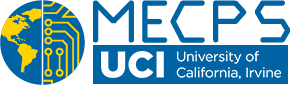 MECPS
UCI University of
California, Irvine